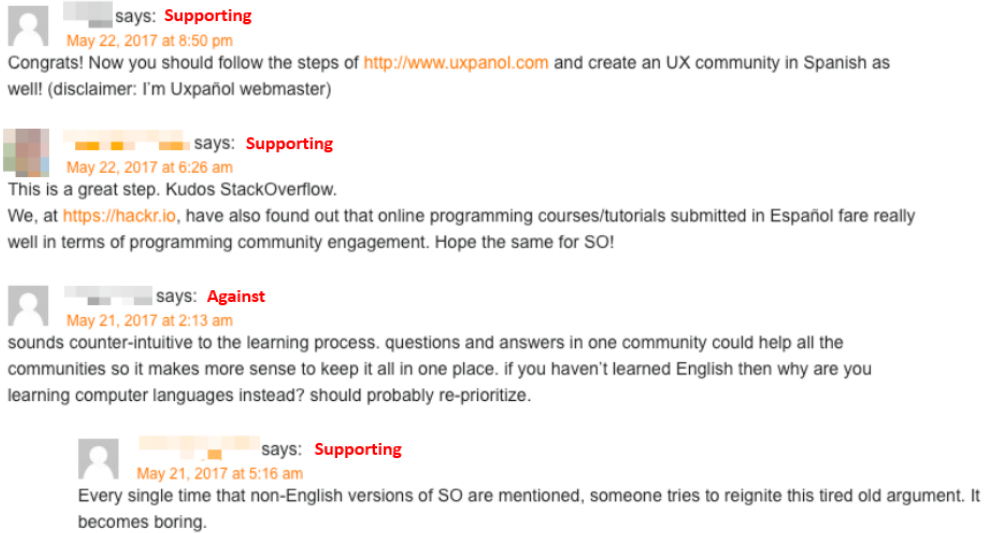 says: Supporting
May 22, 2017 at 8:50 pm
Congrats! Now you should follow the steps of http://www.uxpanol.com and create an UX community in Spanish as
well! (disclaimer: I'm Uxpañol webmaster)
says: Supporting
May 22, 2017 at 6:26 am
This is a great step. Kudos StackOverflow.
We, at https://hackr.io, have also found out that online programming courses/tutorials submitted in Español fare really
well in terms of programming community engagement. Hope the same for SO!
says: Against
May 21, 2017 at 2:13 am
sounds counter-intuitive to the learning process. questions and answers in one community could help all the
communities so it makes more sense to keep it all in one place. if you haven't learned English then why are you
learning computer languages instead? should probably re-prioritize.
says: Supporting
May 21, 2017 at 5:16 am
Every single time that non-English versions of SO are mentioned, someone tries to reignite this tired old argument. It
becomes boring.